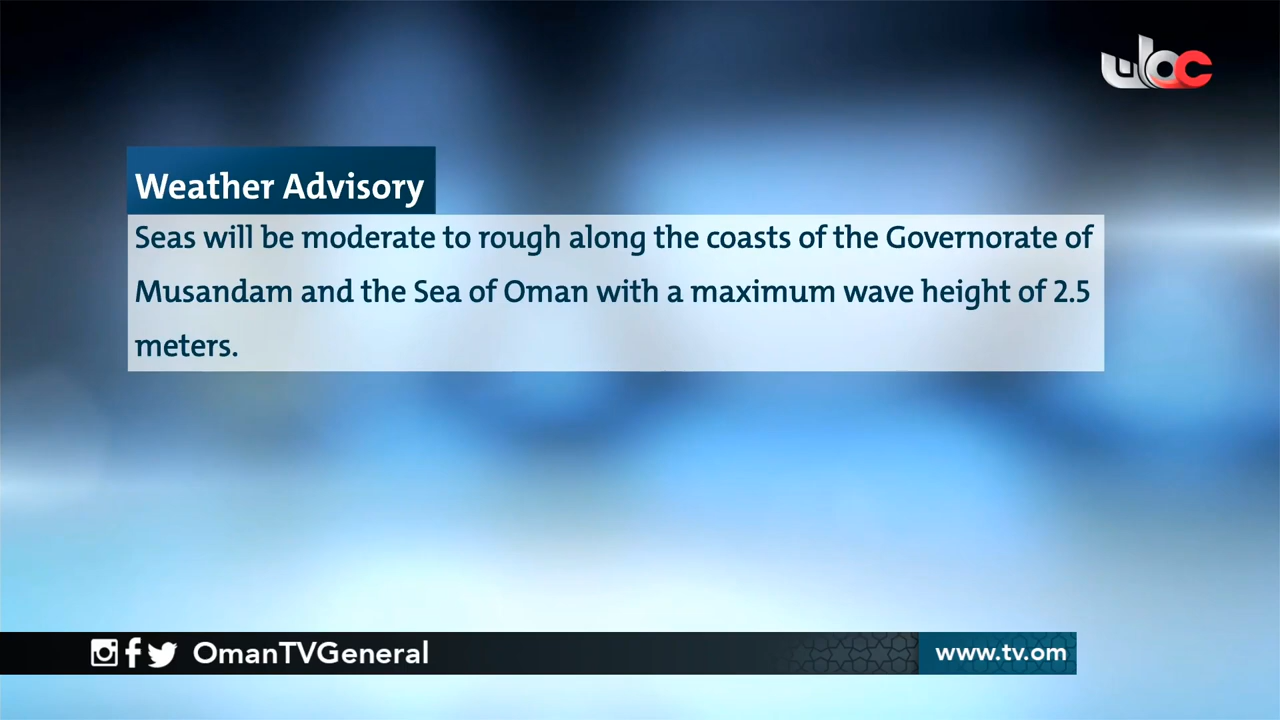 عمان
Weather Advisory
Seas will be moderate to rough along the coasts of the Governorate of
Musandam and the Sea of Oman with a maximum wave height of 2.5
meters.
OmanTVGeneral
www.tv.om